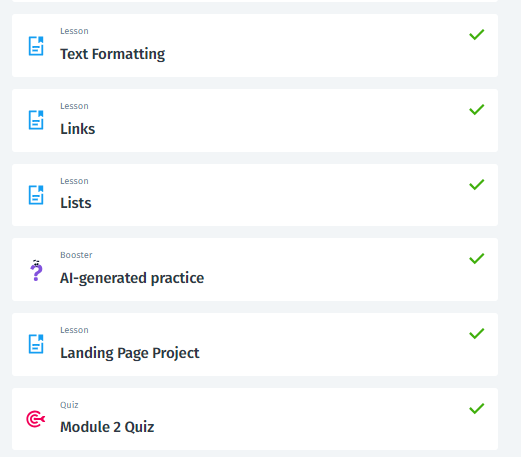 Lesson
Text Formatting
Lesson
Links
Lesson
Lists
Booster
AI-generated practice
Lesson
Landing Page Project
Quiz
Module 2 Quiz